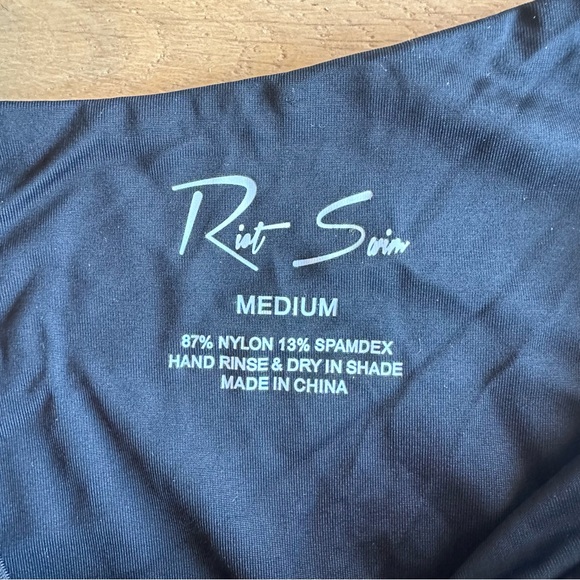 Riot Swim
MEDIUM
87% NYLON 13% SPAMDEX
HAND RINSE & DRY IN SHADE
MADE IN CHINA